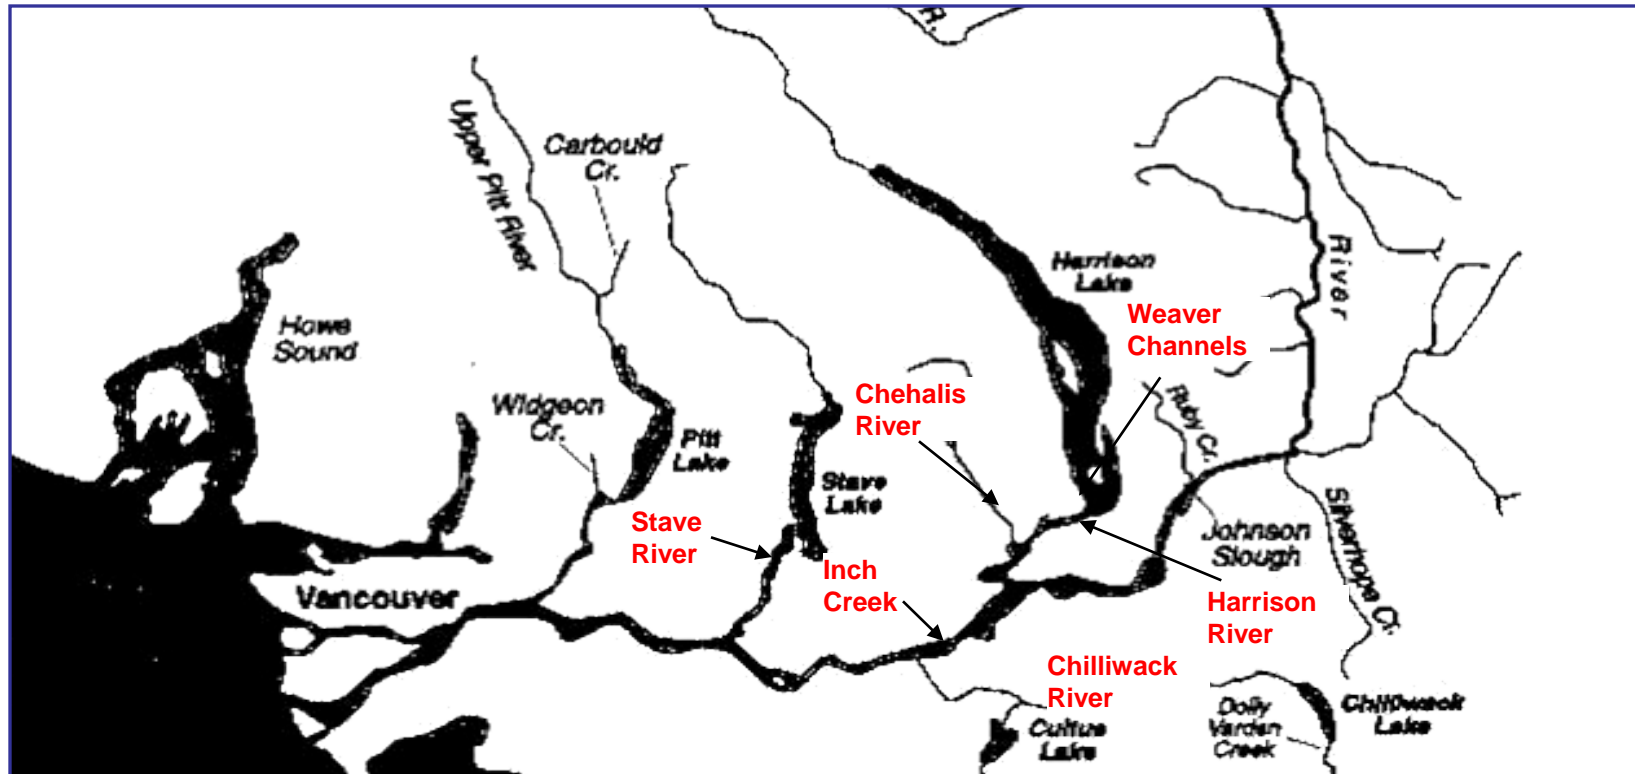 R.
Upper Pitt River
Carbould
Cr.
River
Harrison
Lake
Howe
Sound
Weaver
Channels
Widgeon
Cr.
Pitt
Lake
Chehalis
River
Ruby Cr.
Stave
Lake
Stave
River
Silverhope Cr.
Johnson
Slough
Inch
Creek
Vancouver
Harrison
River
Chilliwack
River
Cultus
Lake
Dolly
Varden
Creek
Chilliwack
Lake